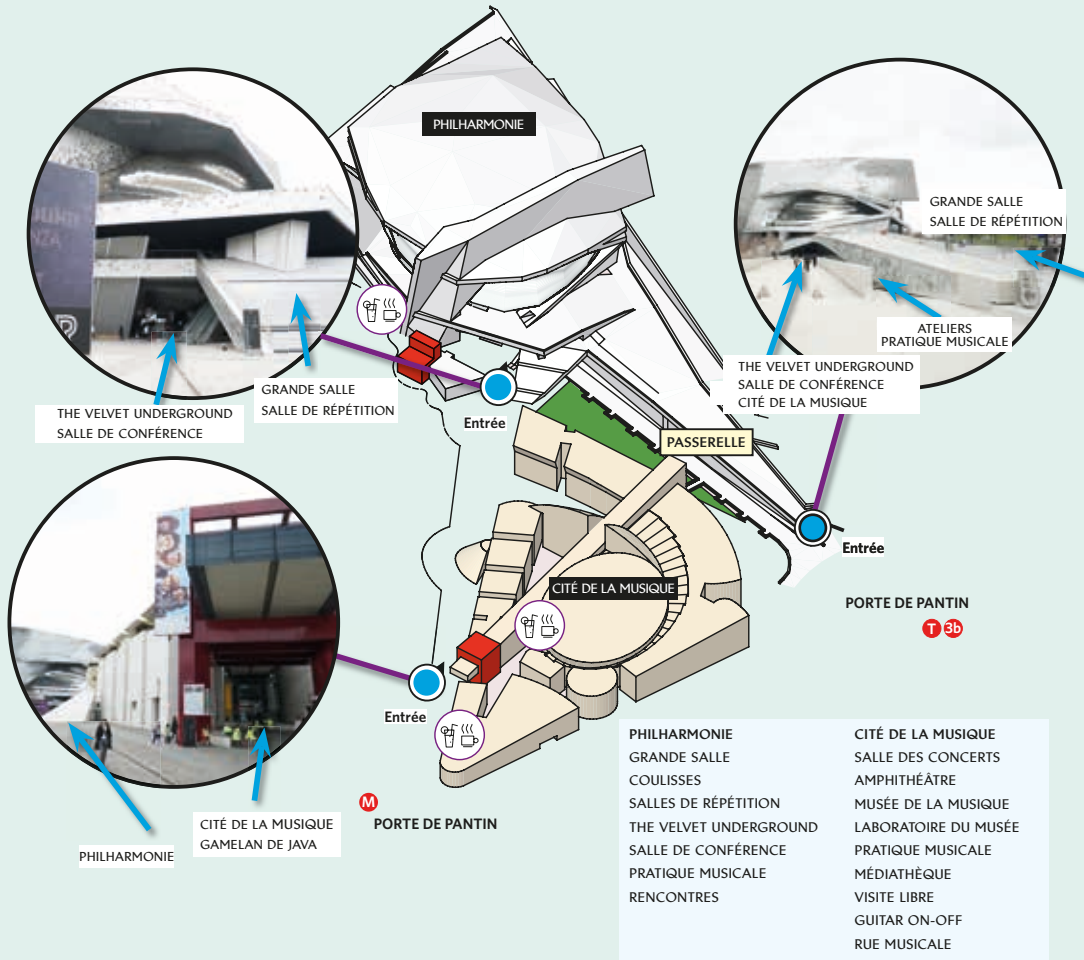 PHILHARMONIE
GRANDE SALLE
SALLE DE RÉPÉTITION
ATELIERS
PRATIQUE MUSICALE
THE VELVET UNDERGROUND
SALLE DE CONFÉRENCE
CITÉ DE LA MUSIQUE
GRANDE SALLE
SALLE DE RÉPÉTITION
THE VELVET UNDERGROUND
SALLE DE CONFÉRENCE
Entrée
PASSERELLE
Entrée
CITÉ DE LA MUSIQUE
PORTE DE PANTIN
T 3b
Entrée
M
PORTE DE PANTIN
CITÉ DE LA MUSIQUE
GAMELAN DE JAVA
PHILHARMONIE
PHILHARMONIE
GRANDE SALLE
COULISSES
SALLES DE RÉPÉTITION
THE VELVET UNDERGROUND
SALLE DE CONFÉRENCE
PRATIQUE MUSICALE
RENCONTRES
CITÉ DE LA MUSIQUE
SALLE DES CONCERTS
AMPHITHÉÂTRE
MUSÉE DE LA MUSIQUE
LABORATOIRE DU MUSÉE
PRATIQUE MUSICALE
MÉDIATHÈQUE
VISITE LIBRE
GUITAR ON-OFF
RUE MUSICALE